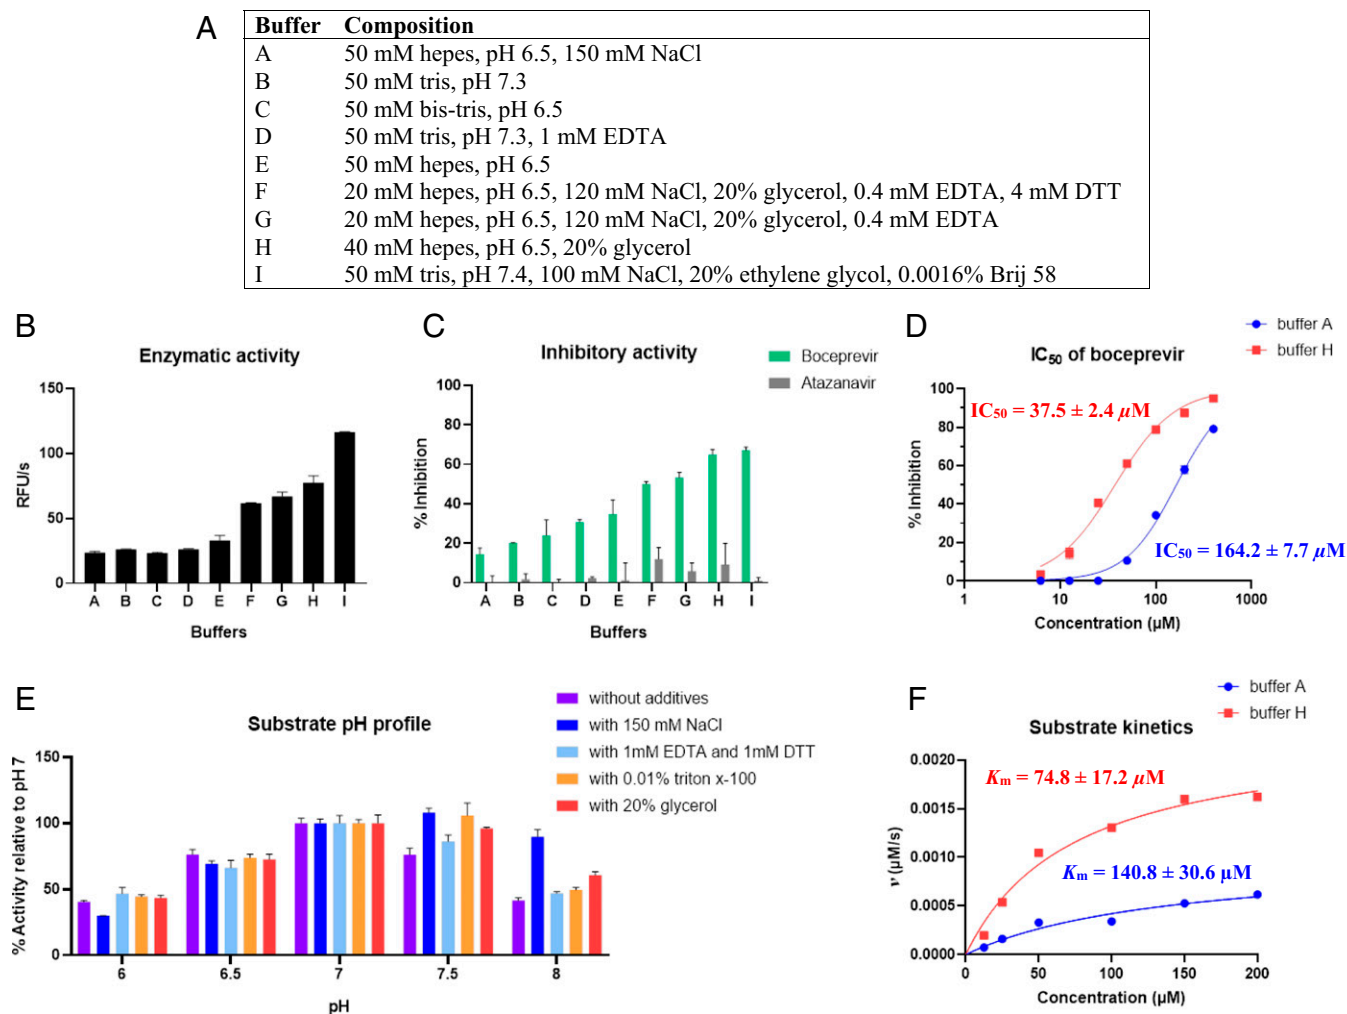 A
Buffer Composition
A 50 mM hepes, pH 6.5, 150 mM NaCl
B 50 mM tris, pH 7.3
C 50 mM bis-tris, pH 6.5
D 50 mM tris, pH 7.3, 1 mM EDTA
E 50 mM hepes, pH 6.5
F 20 mM hepes, pH 6.5, 120 mM NaCl, 20% glycerol, 0.4 mM EDTA, 4 mM DTT
G 20 mM hepes, pH 6.5, 120 mM NaCl, 20% glycerol, 0.4 mM EDTA
H 40 mM hepes, pH 6.5, 20% glycerol
I 50 mM tris, pH 7.4, 100 mM NaCl, 20% ethylene glycol, 0.0016% Brij 58
B
Enzymatic activity
RFU/s
150
100
50
0
A B C D E F G H I
Buffers
C
Inhibitory activity
Boceprevir
Atazanavir
% Inhibition
100
80
60
40
20
0
A B C D E F G H I
Buffers
D
buffer A
buffer H
IC50 of boceprevir
% Inhibition
100
80
60
40
20
0
IC50 = 37.5 ± 2.4 µM
IC50 = 164.2 ± 7.7 µM
1 10 100 1000
Concentration (µM)
E
Substrate pH profile
without additives
with 150 mM NaCl
with 1mM EDTA and 1mM DTT
with 0.01% triton x-100
with 20% glycerol
% Activity relative to pH 7
150
100
50
0
6 6.5 7 7.5 8
pH
F
buffer A
buffer H
Substrate kinetics
v (µM/s)
0.0020
0.0015
0.0010
0.0005
0.0000
Km = 74.8 ± 17.2 µM
Km = 140.8 ± 30.6 µM
0 50 100 150 200
Concentration (µM)